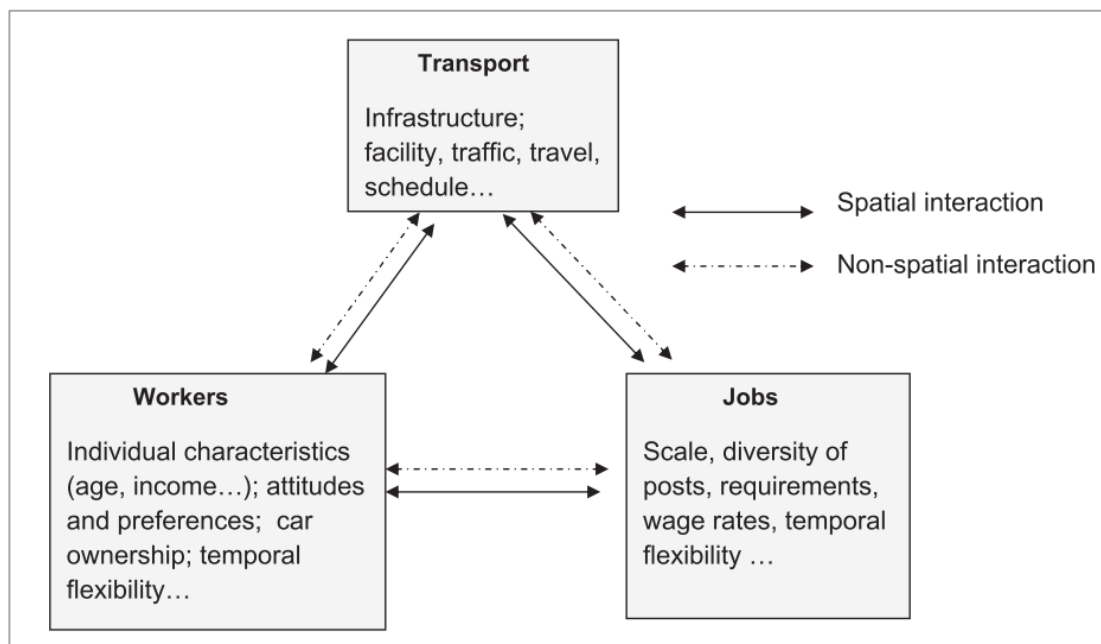 Transport
Infrastructure;
facility, traffic, travel,
schedule…
Spatial interaction
Non-spatial interaction
Workers
Individual characteristics
(age, income…); attitudes
and preferences;  car
ownership; temporal
flexibility…
Jobs
Scale, diversity of
posts, requirements,
wage rates, temporal
flexibility …